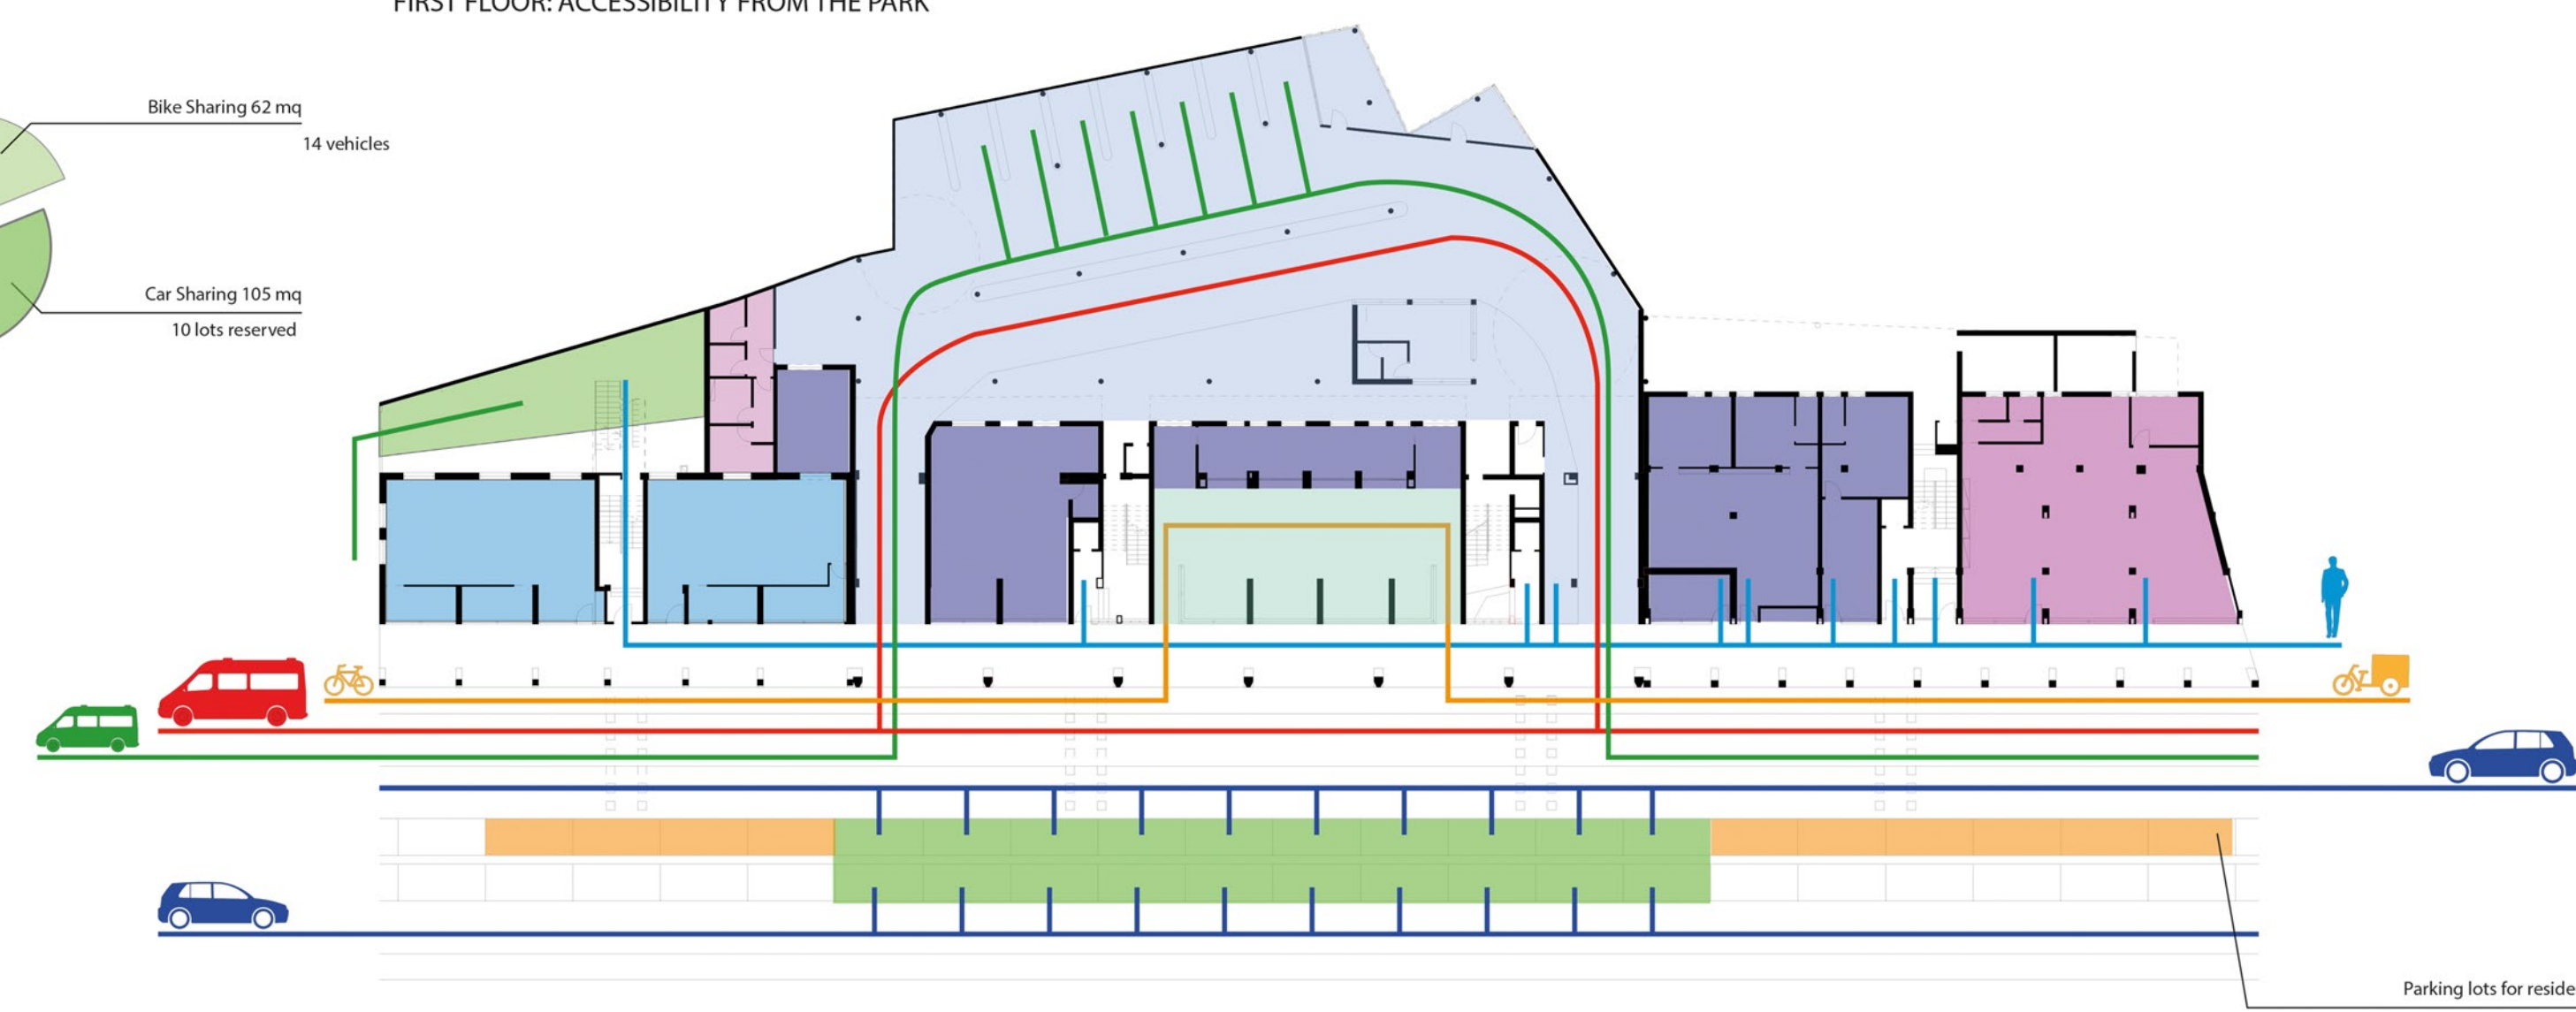 FIRST FLOOR: ACCESSIBILITY FROM THE PARK
Bike Sharing 62 mq
14 vehicles
Car Sharing 105 mq
10 lots reserved
Parking lots for reside